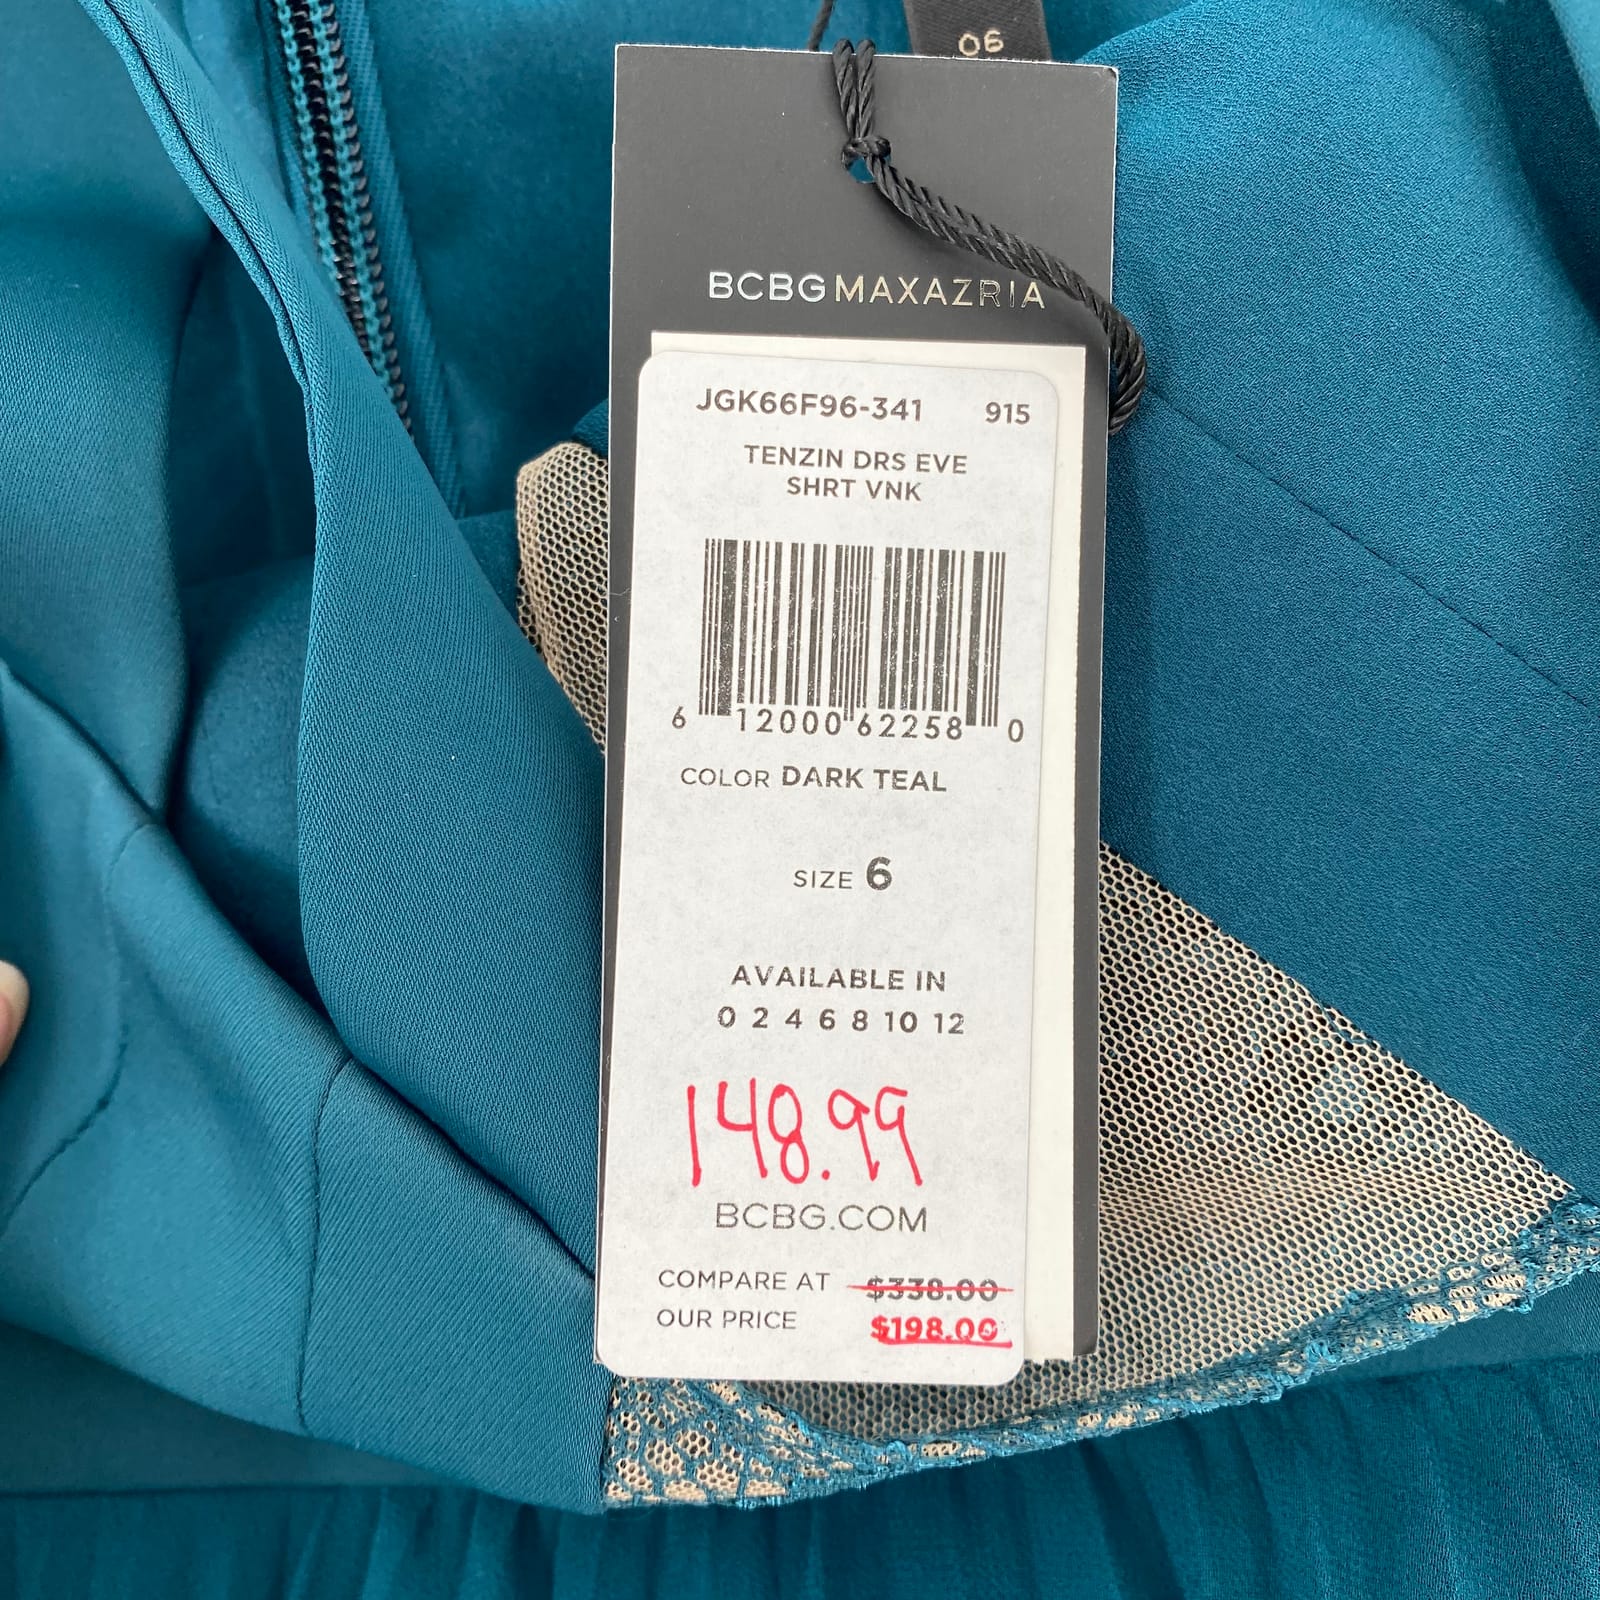 06
BCBGMAXAZRIA
JGK66F96-341 915
TENZIN DRS EVE
SHRT VNK
6 12000 62258 0
COLOR DARK TEAL
SIZE 6
AVAILABLE IN
0 2 4 6 8 10 12
148.99
BCBG.COM
COMPARE AT $338.00
OUR PRICE $198.00